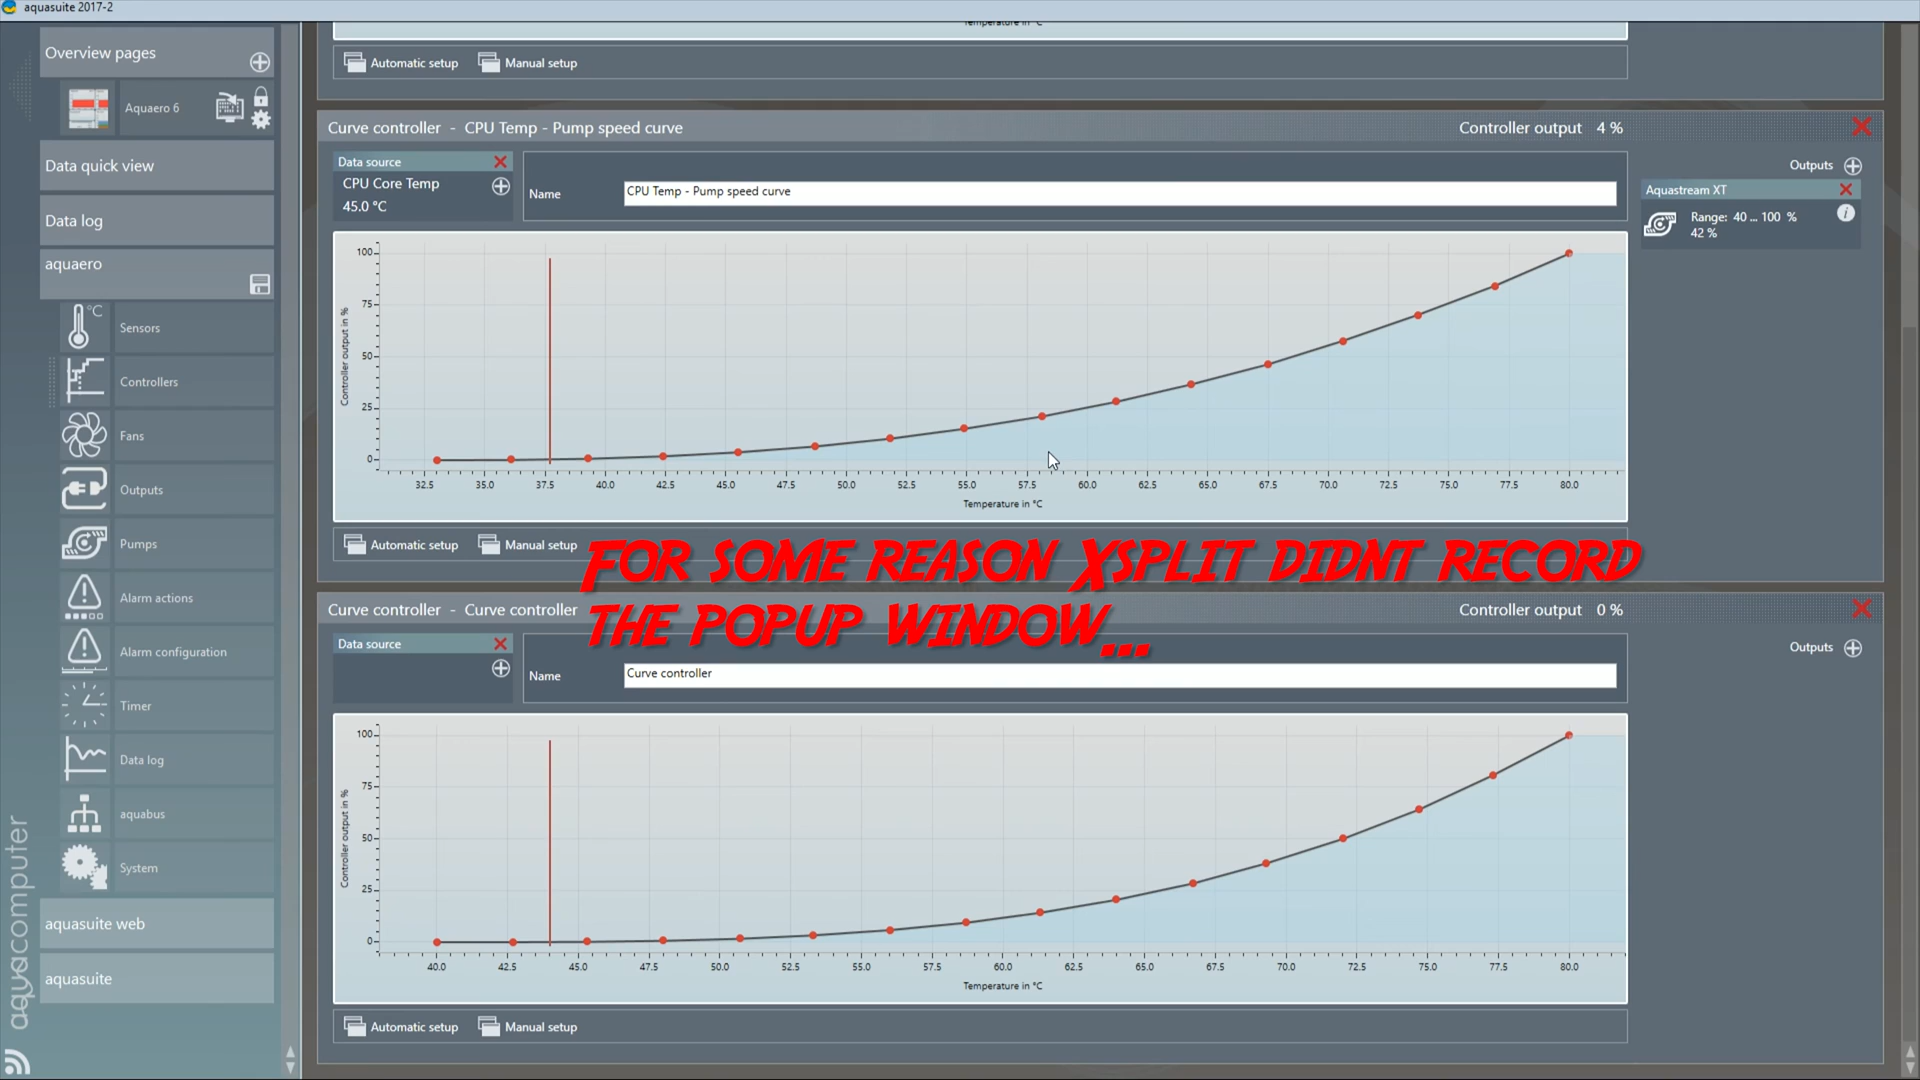 aquasuite 2017-2
Overview pages
Aquaero 6
Data quick view
Data log
aquaero
°C
Sensors
Controllers
Fans
Outputs
Pumps
Alarm actions
Alarm configuration
Timer
Data log
aquabus
System
aquasuite web
aquasuite
aquacomputer
Temperature in °C
Automatic setup
Manual setup
Curve controller - CPU Temp - Pump speed curve
Controller output 4 %
Data source
CPU Core Temp
45.0 °C
Name
CPU Temp - Pump speed curve
Outputs
Aquastream XT
Range: 40 ... 100 %
42 %
i
Controller output in %
100
75
50
25
0
32.5 35.0 37.5 40.0 42.5 45.0 47.5 50.0 52.5 55.0 57.5 60.0 62.5 65.0 67.5 70.0 72.5 75.0 77.5 80.0
Temperature in °C
Automatic setup
Manual setup
FOR SOME REASON XSPLIT DIDNT RECORD
THE POPUP WINDOW...
Curve controller - Curve controller
Controller output 0 %
Data source
Name
Curve controller
Outputs
Controller output in %
100
75
50
25
0
40.0 42.5 45.0 47.5 50.0 52.5 55.0 57.5 60.0 62.5 65.0 67.5 70.0 72.5 75.0 77.5 80.0
Temperature in °C
Automatic setup
Manual setup